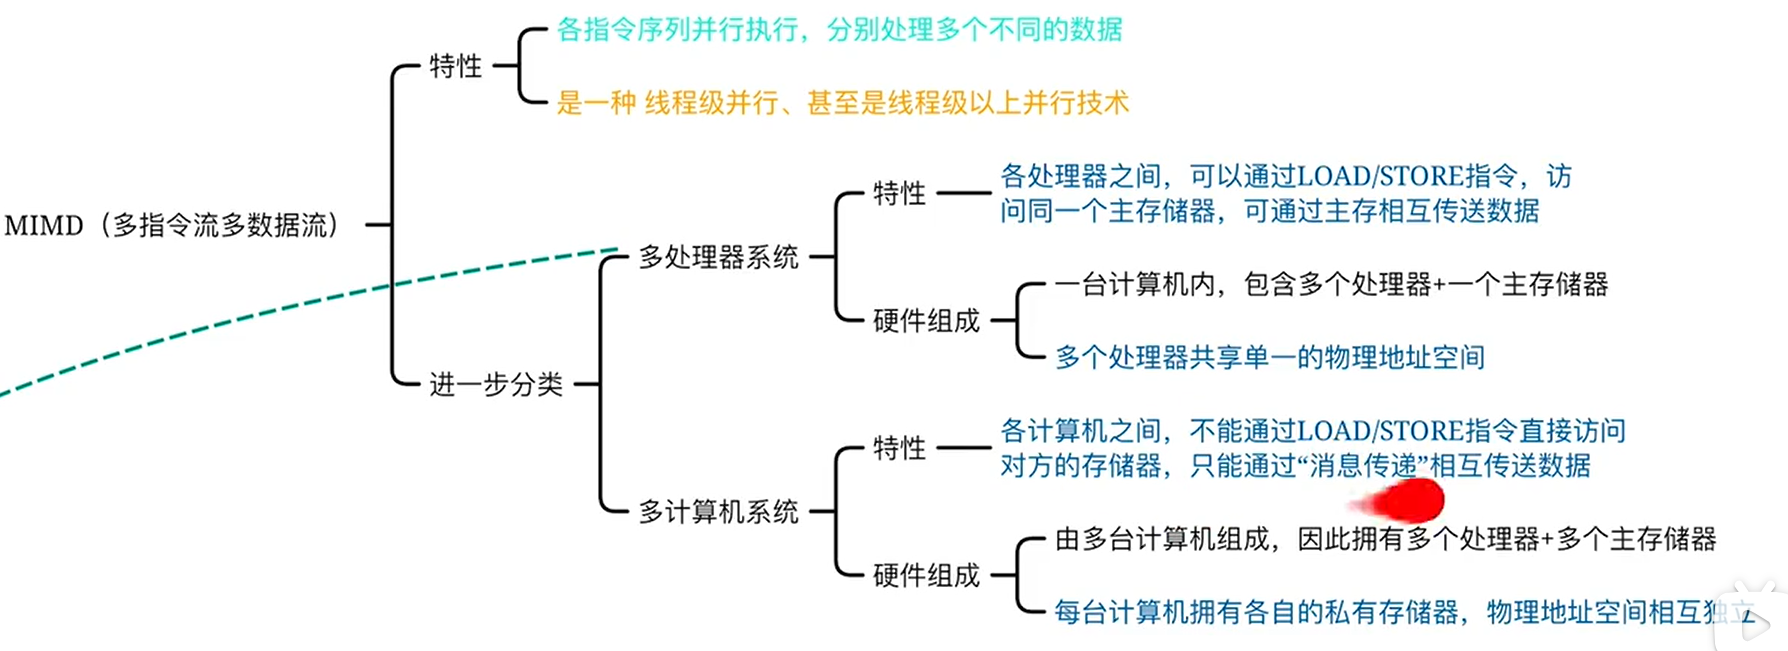 各指令序列并行执行，分别处理多个不同的数据
特性
是一种 线程级并行、甚至是线程级以上并行技术
各处理器之间，可以通过LOAD/STORE指令，访
问同一个主存储器，可通过主存相互传送数据
特性
MIMD（多指令流多数据流）
多处理器系统
一台计算机内，包含多个处理器+一个主存储器
硬件组成
多个处理器共享单一的物理地址空间
进一步分类
各计算机之间，不能通过LOAD/STORE指令直接访问
对方的存储器，只能通过“消息传递”相互传送数据
特性
多计算机系统
由多台计算机组成，因此拥有多个处理器+多个主存储器
硬件组成
每台计算机拥有各自的私有存储器，物理地址空间相互独立